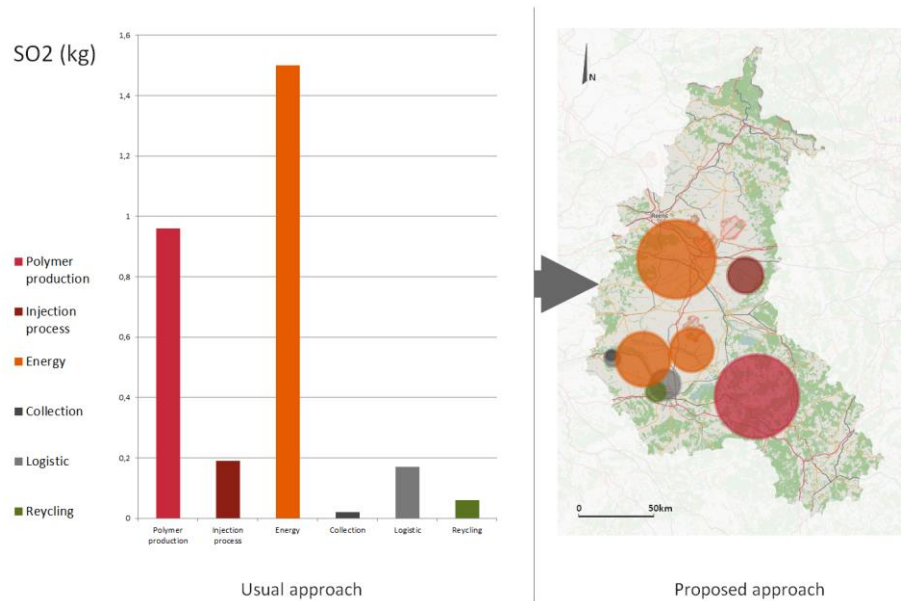 SO2 (kg)
1,6
1,4
1,2
1
0,8
0,6
0,4
0,2
0
Polymer
production
Injection
process
Energy
Collection
Logistic
Reycling
Polymer
production
Injection
process
Energy
Collection
Logistic
Reycling
Usual approach
N
0
50km
Proposed approach